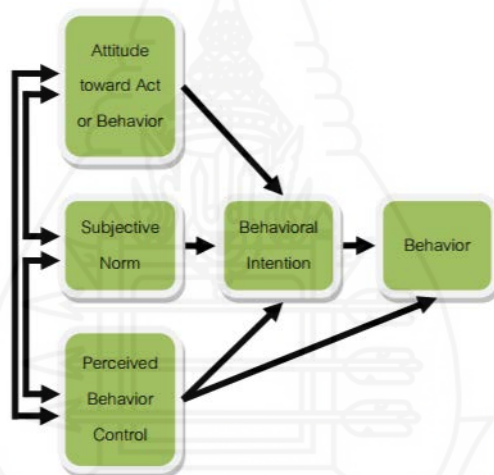 Attitude
toward Act
or Behavior
Subjective
Norm
Behavioral
Intention
Behavior
Perceived
Behavior
Control